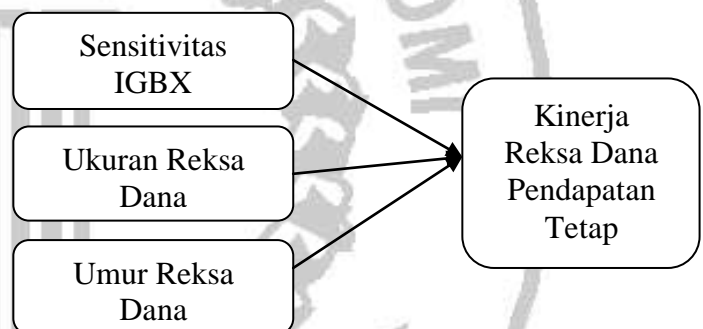 Sensitivitas
IGBX
Ukuran Reksa
Dana
Umur Reksa
Dana
Kinerja
Reksa Dana
Pendapatan
Tetap